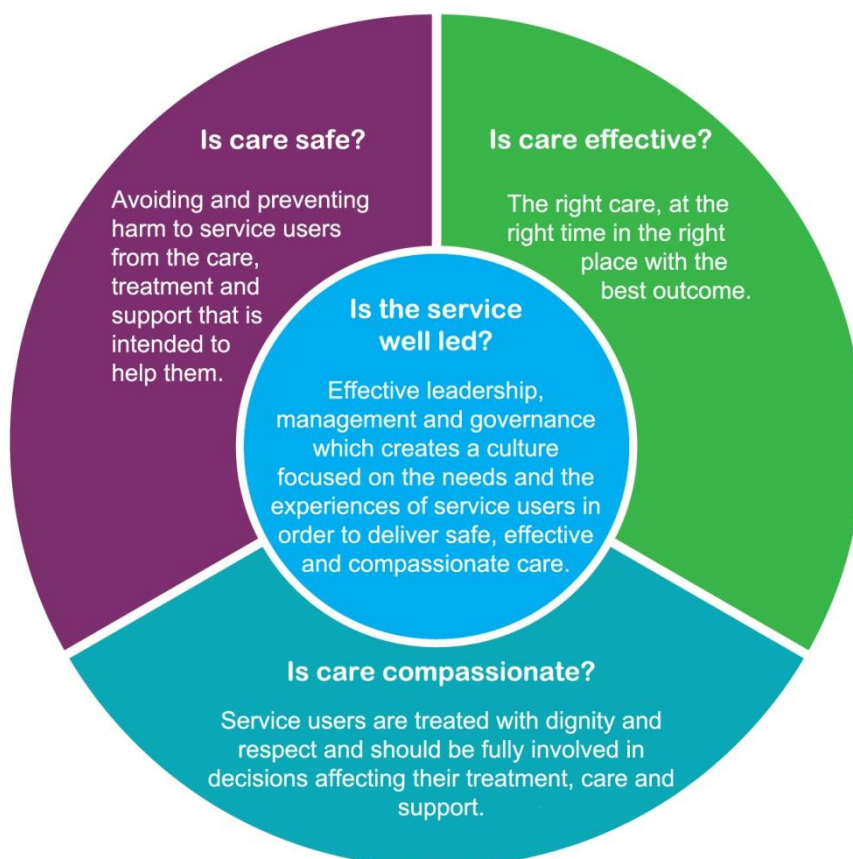 Is care safe?
Avoiding and preventing
harm to service users
from the care,
treatment and
support that is
intended to
help them.
Is care effective?
The right care, at the
right time in the right
place with the
best outcome.
Is the service
well led?
Effective leadership,
management and governance
which creates a culture
focused on the needs and the
experiences of service users in
order to deliver safe, effective
and compassionate care.
Is care compassionate?
Service users are treated with dignity and
respect and should be fully involved in
decisions affecting their treatment, care and
support.